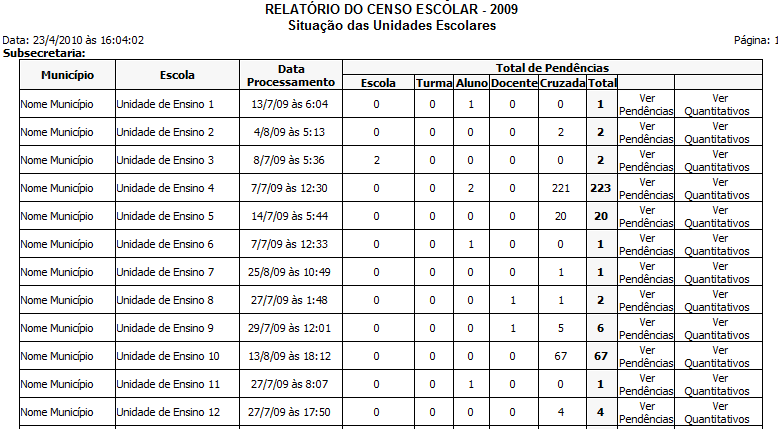 RELATÓRIO DO CENSO ESCOLAR - 2009
Situação das Unidades Escolares
Data: 23/4/2010 às 16:04:02 Página: 1
Subsecretaria:
Município Escola Data Processamento Total de Pendências
Escola Turma Aluno Docente Cruzada Total
Nome Município Unidade de Ensino 1 13/7/09 às 6:04 0 0 1 0 0 1 Ver Pendências Ver Quantitativos
Nome Município Unidade de Ensino 2 4/8/09 às 5:13 0 0 0 0 2 2 Ver Pendências Ver Quantitativos
Nome Município Unidade de Ensino 3 8/7/09 às 5:36 2 0 0 0 0 2 Ver Pendências Ver Quantitativos
Nome Município Unidade de Ensino 4 7/7/09 às 12:30 0 0 2 0 221 223 Ver Pendências Ver Quantitativos
Nome Município Unidade de Ensino 5 14/7/09 às 5:44 0 0 0 0 20 20 Ver Pendências Ver Quantitativos
Nome Município Unidade de Ensino 6 7/7/09 às 12:33 0 0 1 0 0 1 Ver Pendências Ver Quantitativos
Nome Município Unidade de Ensino 7 25/8/09 às 10:49 0 0 0 0 1 1 Ver Pendências Ver Quantitativos
Nome Município Unidade de Ensino 8 27/7/09 às 1:48 0 0 0 1 1 2 Ver Pendências Ver Quantitativos
Nome Município Unidade de Ensino 9 29/7/09 às 12:01 0 0 0 1 5 6 Ver Pendências Ver Quantitativos
Nome Município Unidade de Ensino 10 13/8/09 às 18:12 0 0 0 0 67 67 Ver Pendências Ver Quantitativos
Nome Município Unidade de Ensino 11 27/7/09 às 8:07 0 0 1 0 0 1 Ver Pendências Ver Quantitativos
Nome Município Unidade de Ensino 12 27/7/09 às 17:50 0 0 0 0 4 4 Ver Pendências Ver Quantitativos